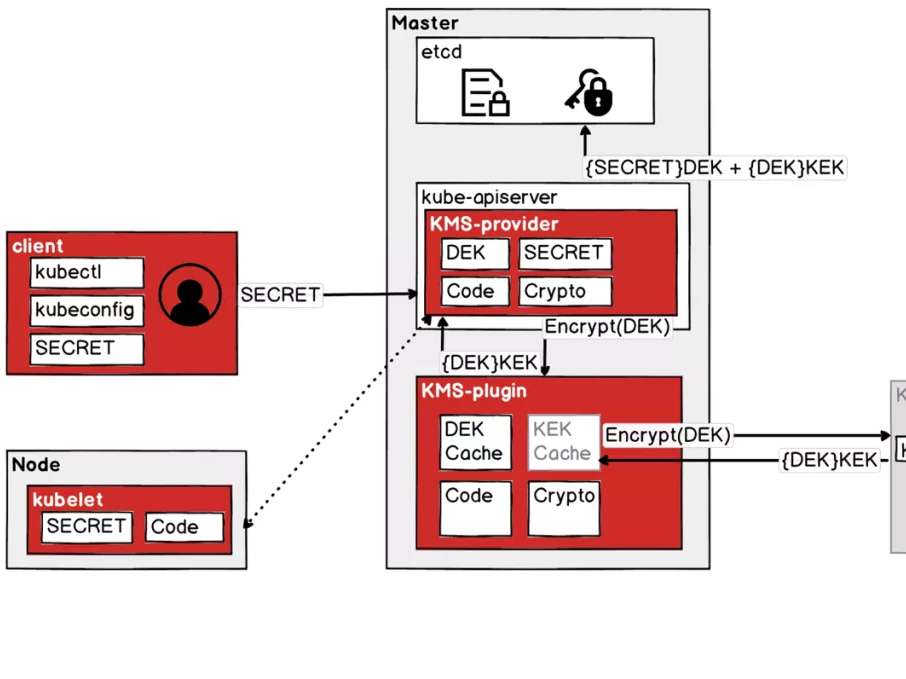 Master
etcd
{SECRET}DEK + {DEK}KEK
kube-apiserver
KMS-provider
DEK
SECRET
Code
Crypto
client
kubectl
kubeconfig
SECRET
SECRET
Encrypt(DEK)
{DEK}KEK
KMS-plugin
DEK
Cache
KEK
Cache
Code
Crypto
Encrypt(DEK)
{DEK}KEK
Node
kubelet
SECRET
Code